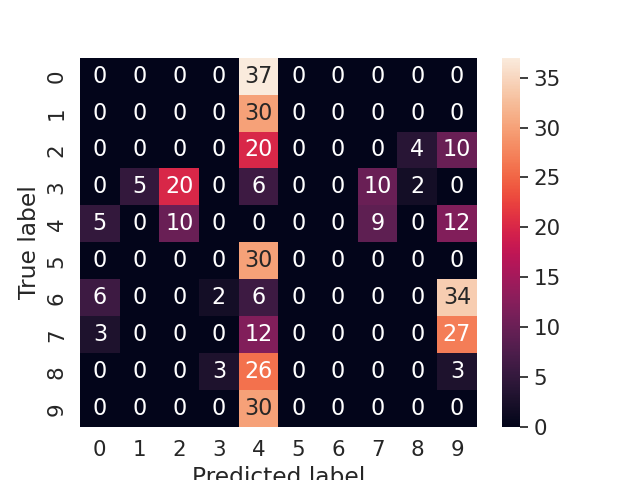 0 0 0 0 0 37 0 0 0 0 0
1 0 0 0 0 30 0 0 0 0 0
2 0 0 0 0 20 0 0 0 4 10
3 0 5 20 0 6 0 0 10 2 0
4 5 0 10 0 0 0 0 9 0 12
5 0 0 0 0 30 0 0 0 0 0
6 6 0 0 2 6 0 0 0 0 34
7 3 0 0 0 12 0 0 0 0 27
8 0 0 0 3 26 0 0 0 0 3
9 0 0 0 0 30 0 0 0 0 0
0 1 2 3 4 5 6 7 8 9
True label
Predicted label
35
30
25
20
15
10
5
0